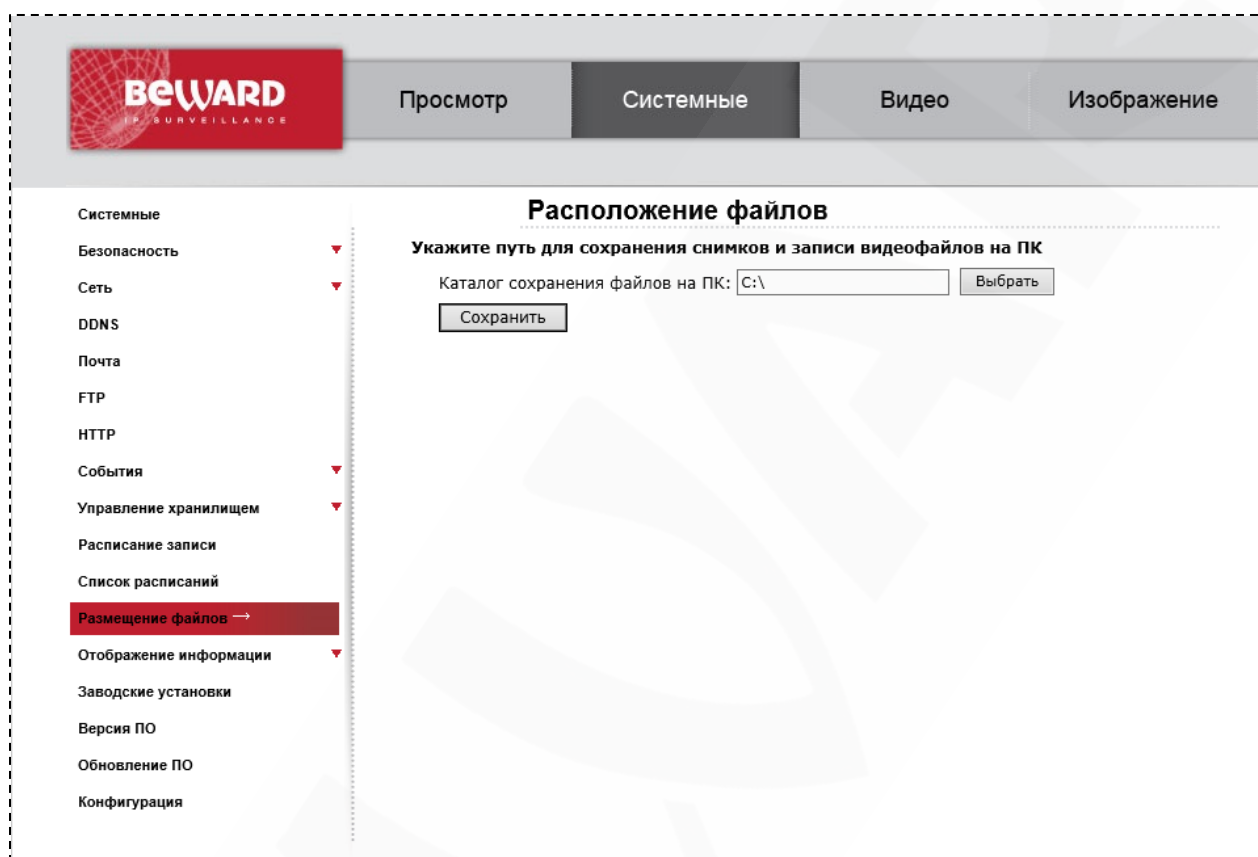 BEWARD
IP SURVEILLANCE
Просмотр
Системные
Видео
Изображение
Системные
Безопасность
Сеть
DDNS
Почта
FTP
HTTP
События
Управление хранилищем
Расписание записи
Список расписаний
Размещение файлов →
Отображение информации
Заводские установки
Версия ПО
Обновление ПО
Конфигурация
Расположение файлов
Укажите путь для сохранения снимков и записи видеофайлов на ПК
Каталог сохранения файлов на ПК: C:\ Выбрать
Сохранить